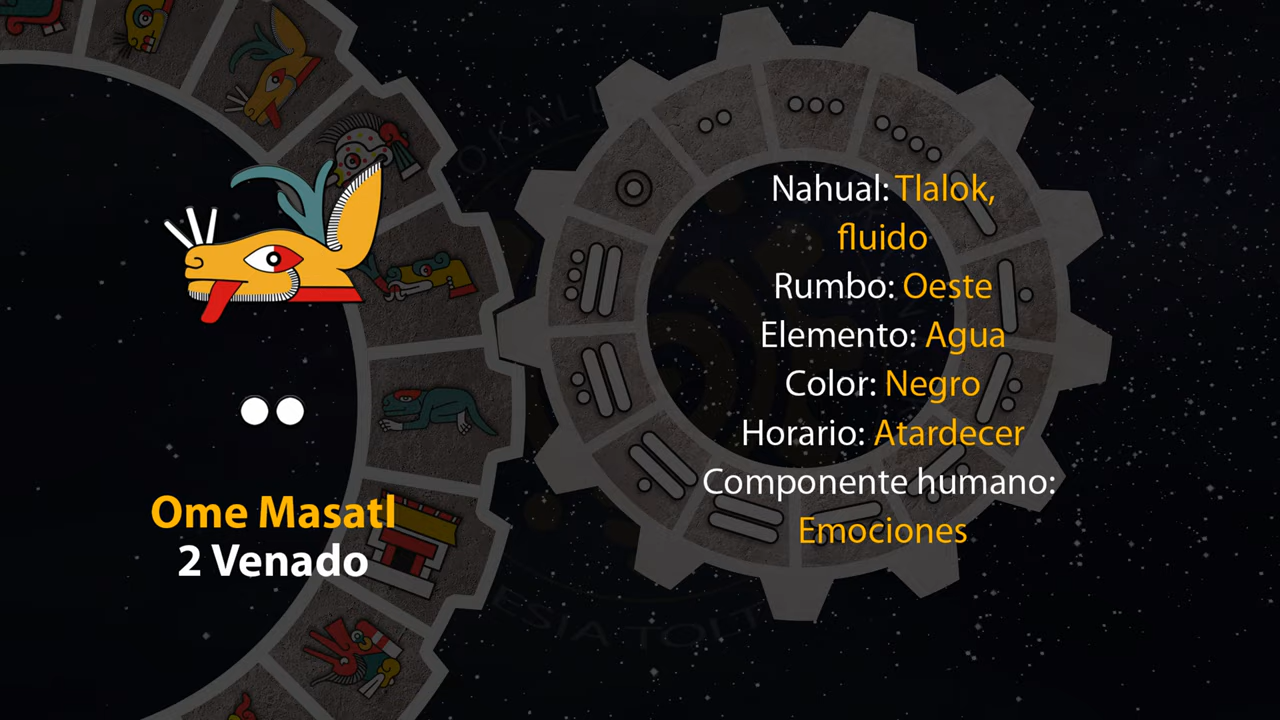 Ome Masatl
2 Venado
Nahual: Tlalok,
fluido
Rumbo: Oeste
Elemento: Agua
Color: Negro
Horario: Atardecer
Componente humano:
Emociones